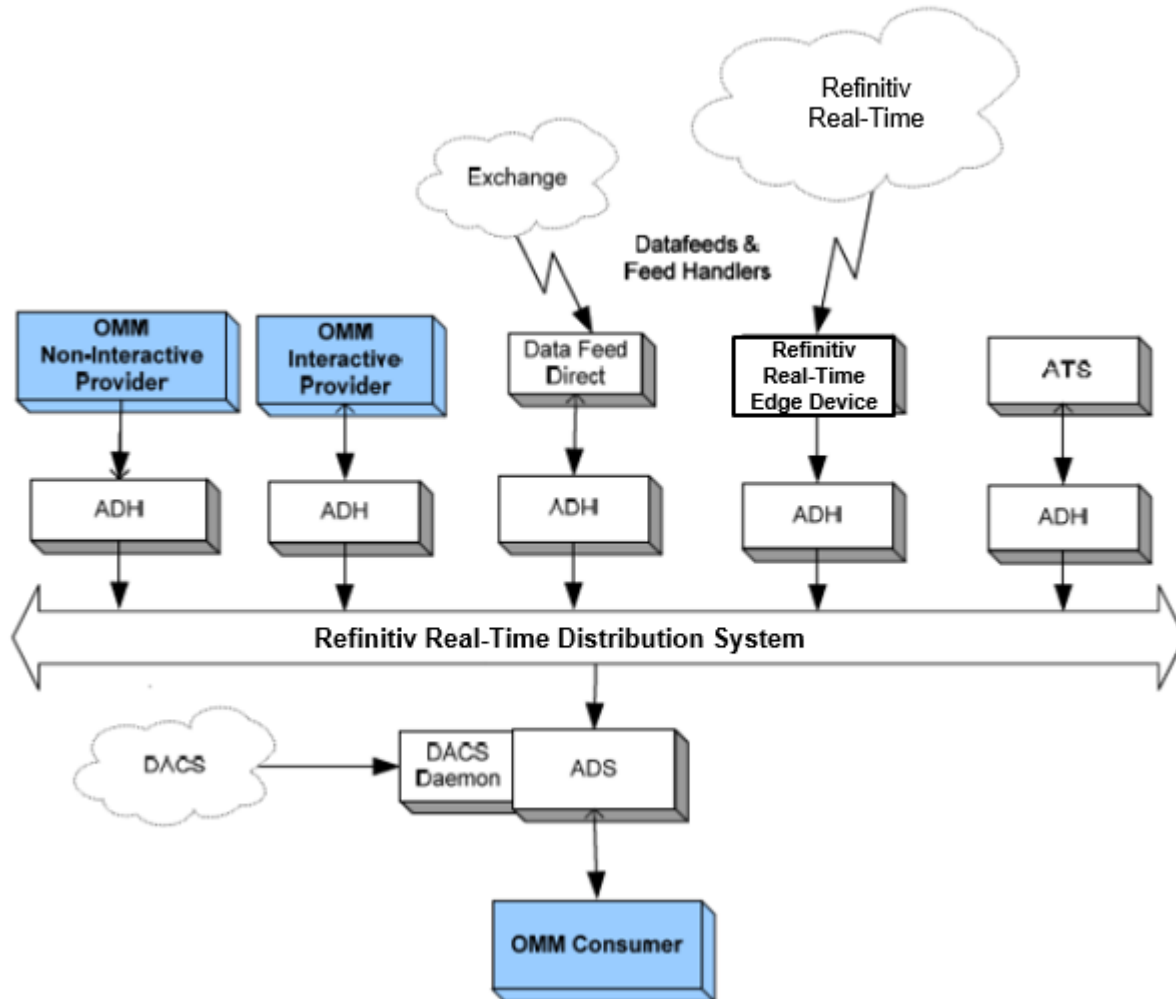 Refinitiv
Real-Time
Exchange
Datafeeds &
Feed Handlers
OMM
Non-Interactive
Provider
OMM
Interactive
Provider
Data Feed
Direct
Refinitiv
Real-Time
Edge Device
ATS
ADH
ADH
ADH
ADH
ADH
Refinitiv Real-Time Distribution System
DACS
DACS
Daemon
ADS
OMM Consumer